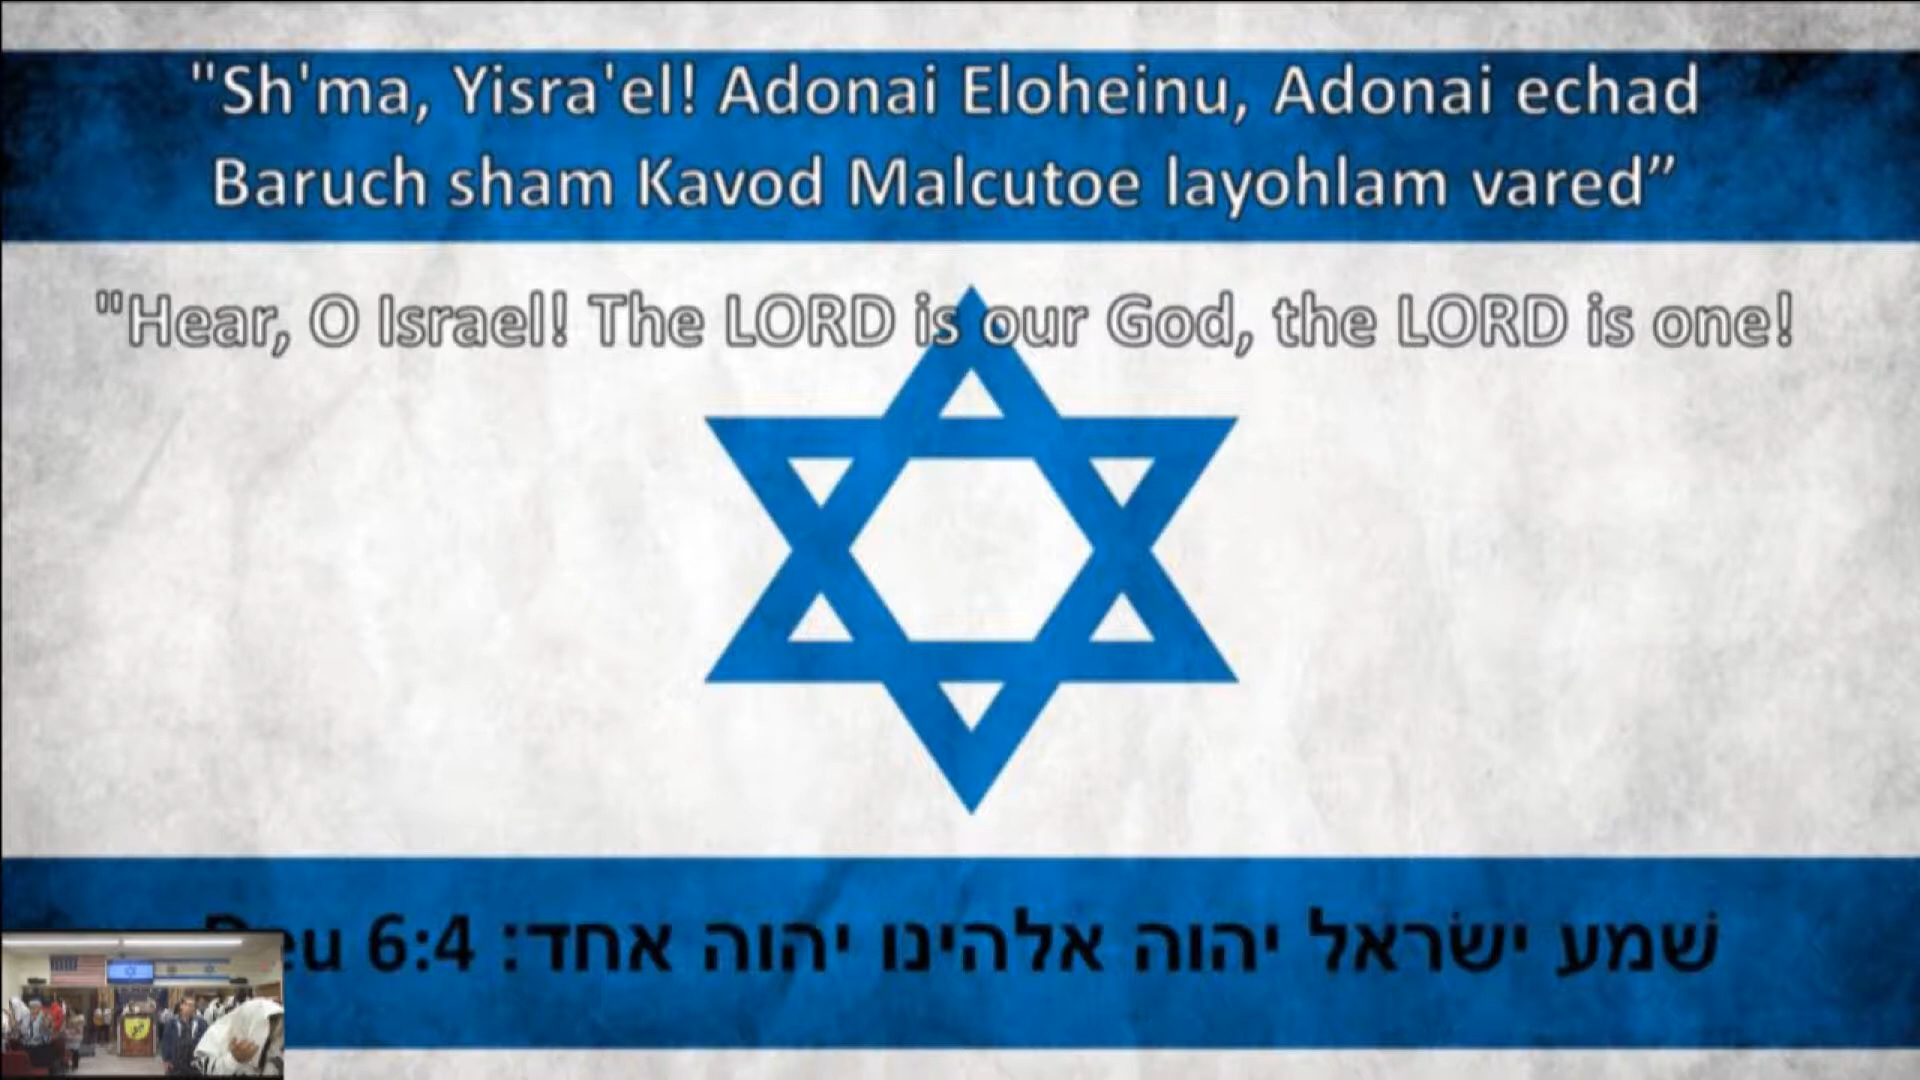 "Sh'ma, Yisra'el! Adonai Eloheinu, Adonai echad
Baruch sham Kavod Malcutoe layohlam vared”
"Hear, O Israel! The LORD is our God, the LORD is one!
שׁמע ישׂראל יהוה אלהינו יהוה אחד׃ Deu 6:4